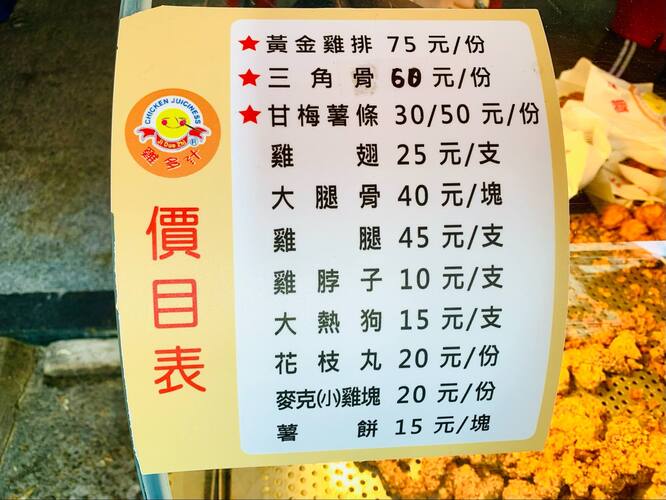 CHICKEN JUICINESS
Ji Duo Zhi
雞多汁
價目表
★黃金雞排 75 元/份
★三角骨 60 元/份
★甘梅薯條 30/50 元/份
雞翅 25 元/支
大腿骨 40 元/塊
雞腿 45 元/支
雞脖子 10 元/支
大熱狗 15 元/支
花枝丸 20 元/份
麥克(小)雞塊 20 元/份
薯餅 15 元/塊